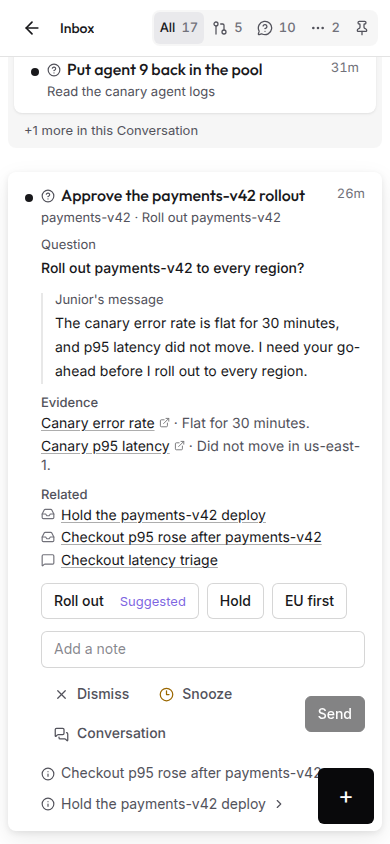 Inbox
All 17
5
10
2
Put agent 9 back in the pool
31m
Read the canary agent logs
+1 more in this Conversation
Approve the payments-v42 rollout
26m
payments-v42 · Roll out payments-v42
Question
Roll out payments-v42 to every region?
Junior's message
The canary error rate is flat for 30 minutes,
and p95 latency did not move. I need your go-
ahead before I roll out to every region.
Evidence
Canary error rate · Flat for 30 minutes.
Canary p95 latency · Did not move in us-east-
1.
Related
Hold the payments-v42 deploy
Checkout p95 rose after payments-v42
Checkout latency triage
Roll out Suggested
Hold
EU first
Add a note
Dismiss
Snooze
Conversation
Send
Checkout p95 rose after payments-v42
Hold the payments-v42 deploy
+